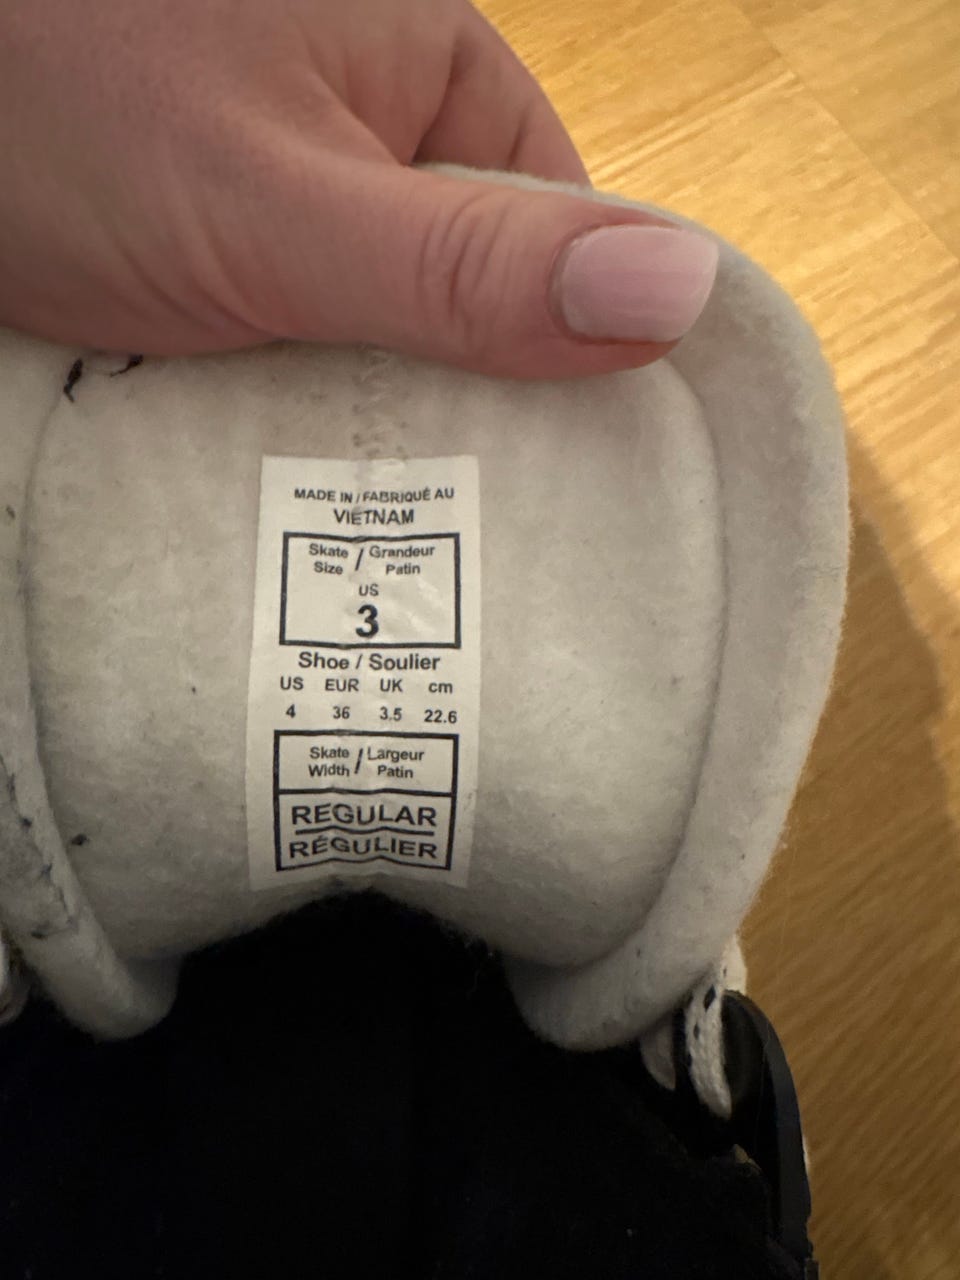 MADE IN / FABRIQUÉ AU
VIETNAM
Skate / Grandeur
Size Patin
US
3
Shoe / Soulier
US EUR UK cm
4 36 3.5 22.6
Skate / Largeur
Width Patin
REGULAR
RÉGULIER